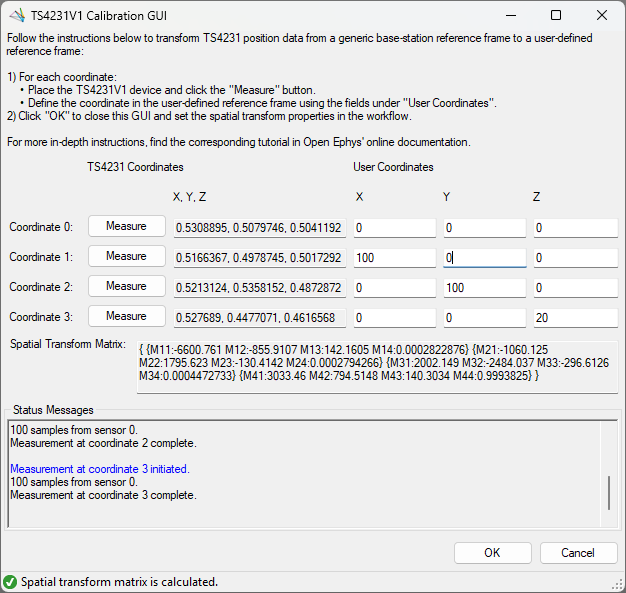 TS4231V1 Calibration GUI
Follow the instructions below to transform TS4231 position data from a generic base-station reference frame to a user-defined
reference frame:
1) For each coordinate:
• Place the TS4231V1 device and click the "Measure" button.
• Define the coordinate in the user-defined reference frame using the fields under "User Coordinates".
2) Click "OK" to close this GUI and set the spatial transform properties in the workflow.
For more in-depth instructions, find the corresponding tutorial in Open Ephys' online documentation.
TS4231 Coordinates User Coordinates
X, Y, Z X Y Z
Coordinate 0: Measure 0.5308895, 0.5079746, 0.5041192 0 0 0
Coordinate 1: Measure 0.5166367, 0.4978745, 0.5017292 100 0 0
Coordinate 2: Measure 0.5213124, 0.5358152, 0.4872872 0 100 0
Coordinate 3: Measure 0.527689, 0.4477071, 0.4616568 0 0 20
Spatial Transform Matrix: { {M11:-6600.761 M12:-855.9107 M13:142.1605 M14:0.0002822876} {M21:-1060.125
M22:1795.623 M23:-130.4142 M24:0.0002794266} {M31:2002.149 M32:-2484.037 M33:-296.6126
M34:0.0004472733} {M41:3033.46 M42:794.5148 M43:140.3034 M44:0.9993825} }
Status Messages
100 samples from sensor 0.
Measurement at coordinate 2 complete.
Measurement at coordinate 3 initiated.
100 samples from sensor 0.
Measurement at coordinate 3 complete.
OK Cancel
Spatial transform matrix is calculated.